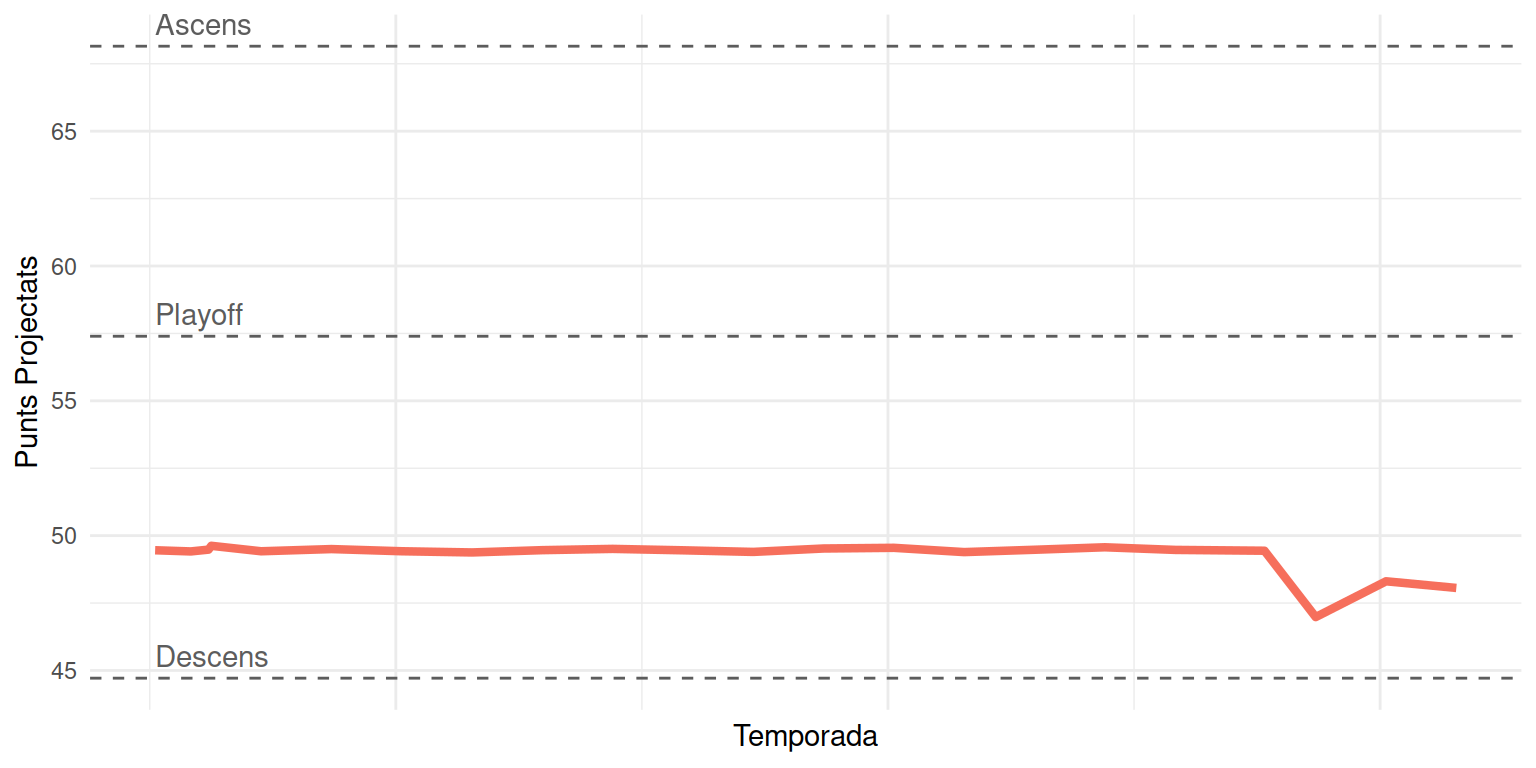 Ascens
65
60
Playoff
55
50
Descens
45
Punts Projectats
Temporada